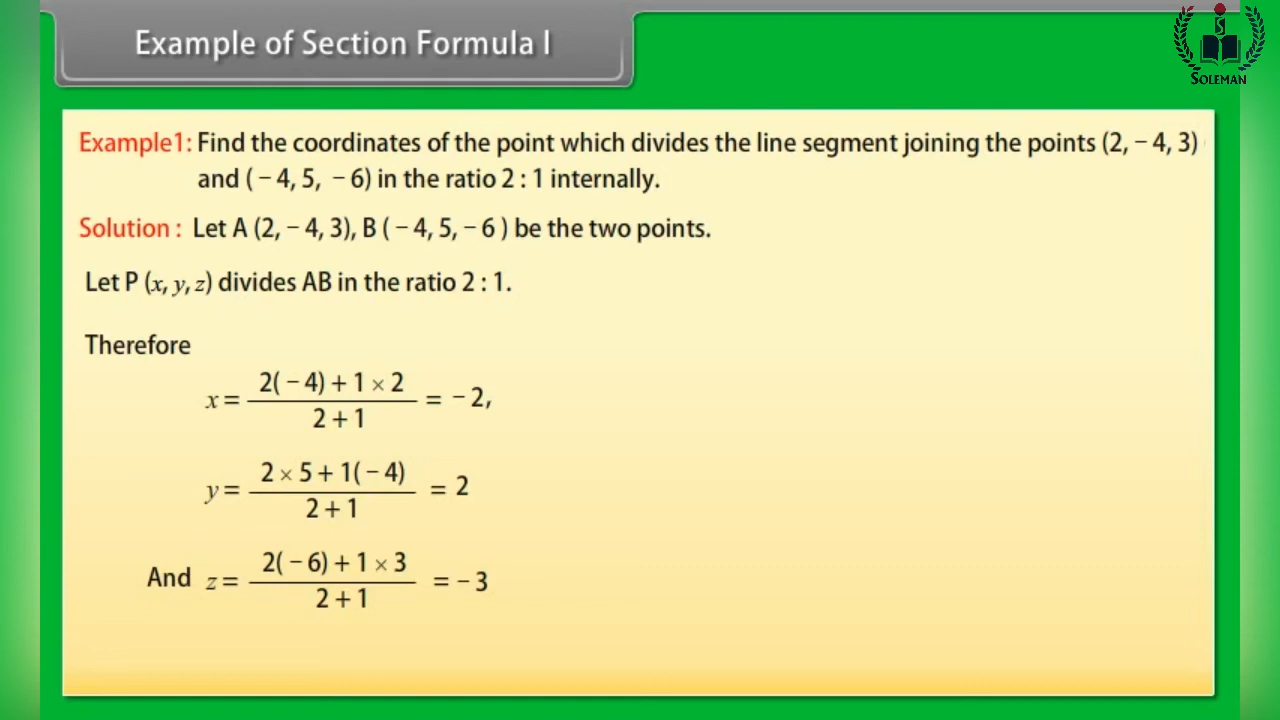 Example of Section Formula I
SOLEMAN
Example1: Find the coordinates of the point which divides the line segment joining the points (2, − 4, 3)
and ( − 4, 5, − 6) in the ratio 2 : 1 internally.
Solution : Let A (2, − 4, 3), B ( − 4, 5, − 6 ) be the two points.
Let P (x, y, z) divides AB in the ratio 2 : 1.
Therefore
x = 2( − 4) + 1 × 2 / 2 + 1 = − 2,
y = 2 × 5 + 1( − 4) / 2 + 1 = 2
And z = 2( − 6) + 1 × 3 / 2 + 1 = − 3